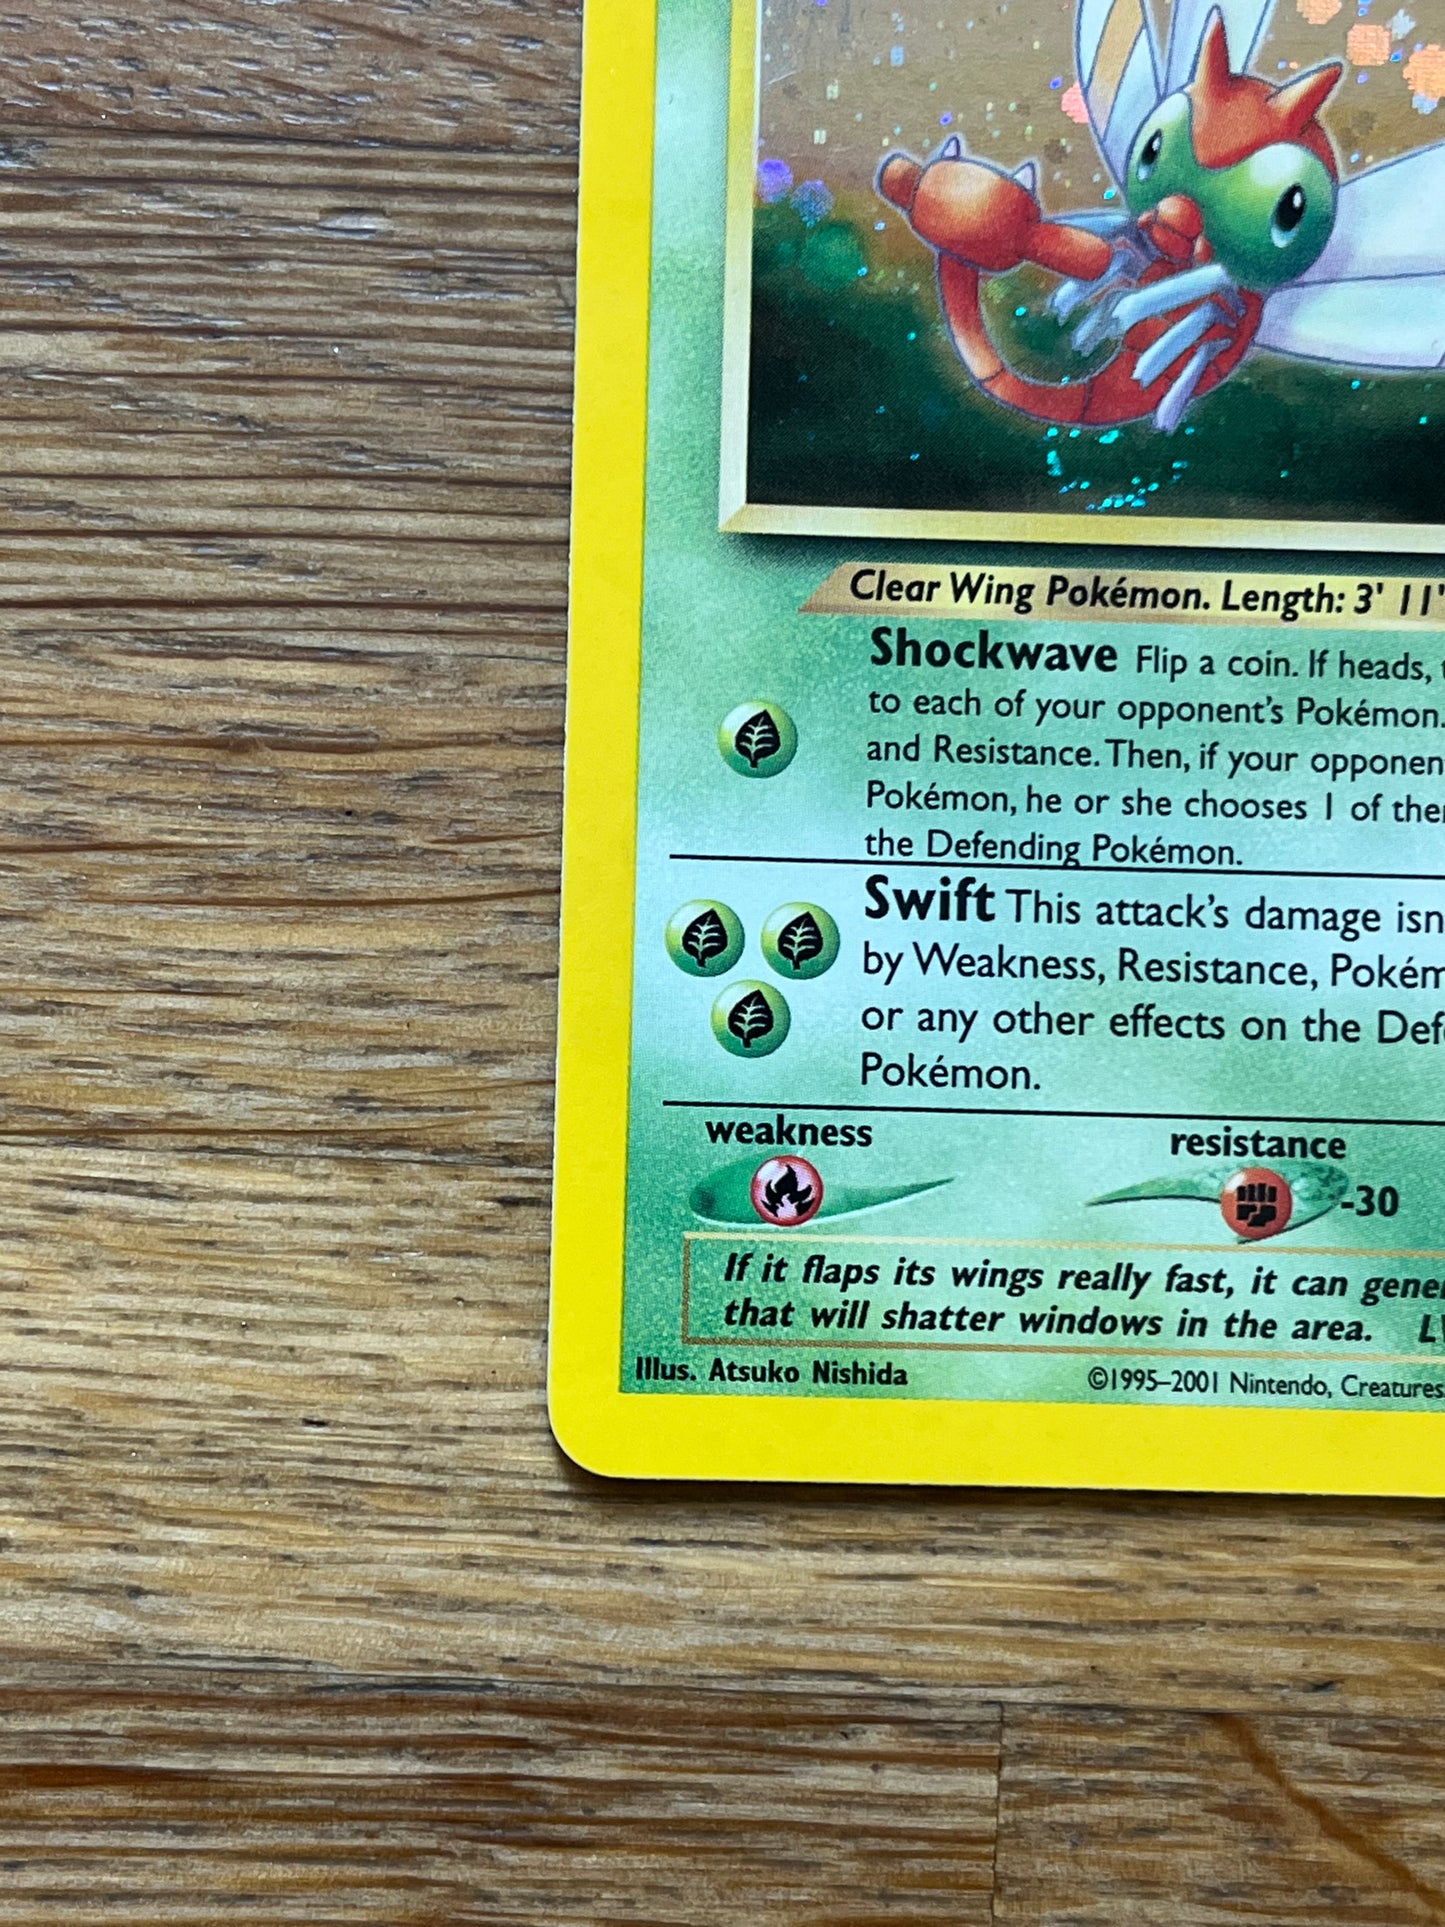 Clear Wing Pokémon. Length: 3' 11"
Shockwave Flip a coin. If heads,
to each of your opponent's Pokémon.
and Resistance. Then, if your opponen
Pokémon, he or she chooses 1 of the
the Defending Pokémon.
Swift This attack's damage isn
by Weakness, Resistance, Pokém
or any other effects on the Def
Pokémon.
weakness
resistance
-30
If it flaps its wings really fast, it can gene
that will shatter windows in the area. L
Illus. Atsuko Nishida
©1995–2001 Nintendo, Creatures